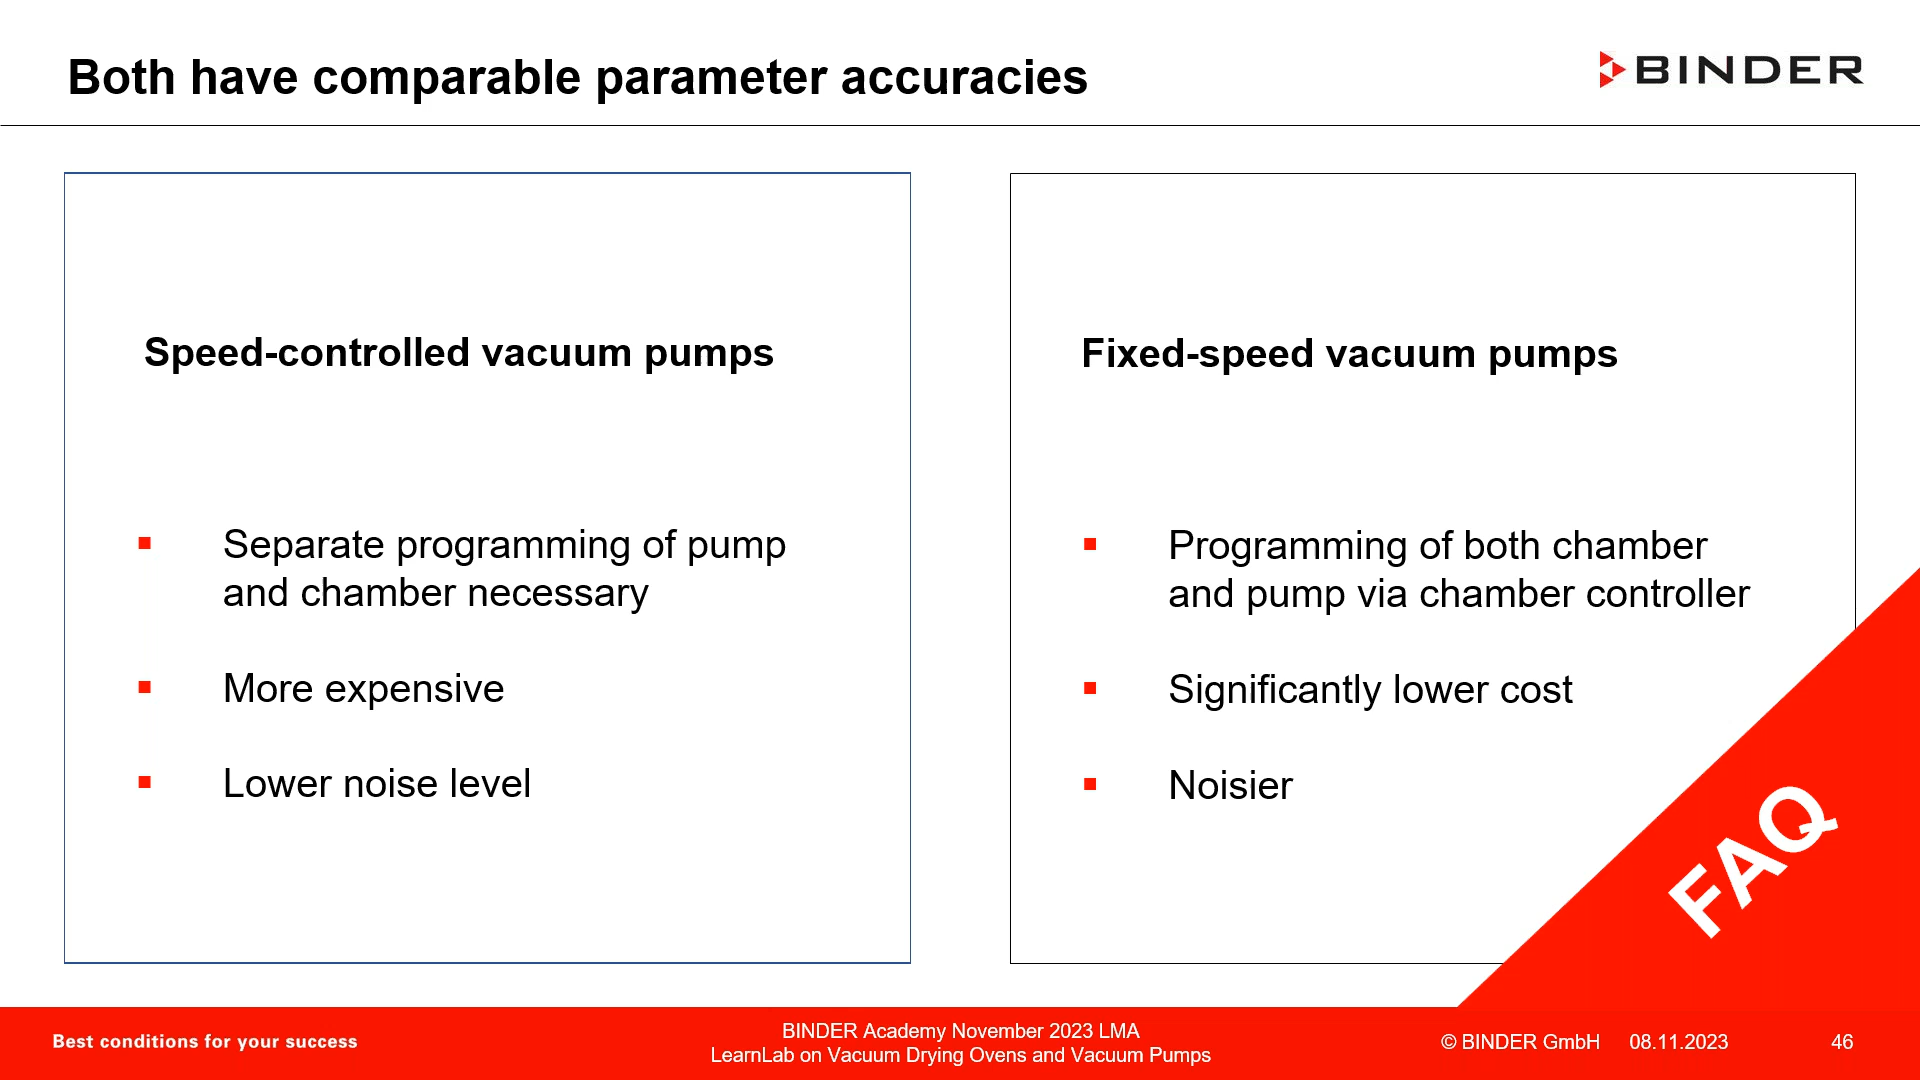 Both have comparable parameter accuracies
BINDER
Speed-controlled vacuum pumps
Separate programming of pump
and chamber necessary
More expensive
Lower noise level
Fixed-speed vacuum pumps
Programming of both chamber
and pump via chamber controller
Significantly lower cost
Noisier
FAQ
Best conditions for your success
BINDER Academy November 2023 LMA
LearnLab on Vacuum Drying Ovens and Vacuum Pumps
© BINDER GmbH 08.11.2023 46